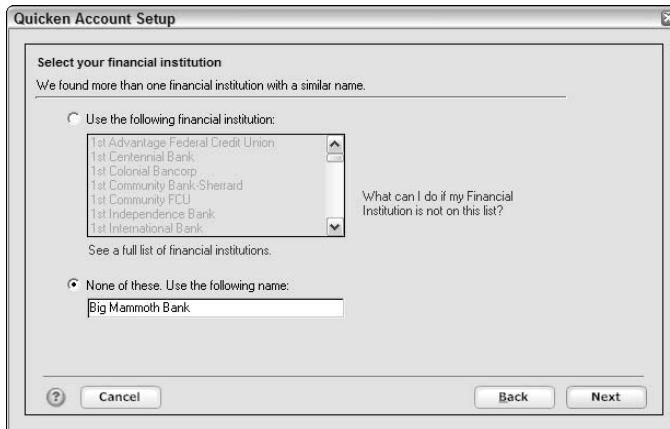 Quicken Account Setup
Select your financial institution
We found more than one financial institution with a similar name.
Use the following financial institution:
1st Advantage Federal Credit Union
1st Centennial Bank
1st Colonial Bancorp
1st Community Bank-Sherrard
1st Community FCU
1st Independence Bank
1st International Bank
What can I do if my Financial
Institution is not on this list?
See a full list of financial institutions.
None of these. Use the following name:
Big Mammoth Bank
?
Cancel
Back
Next